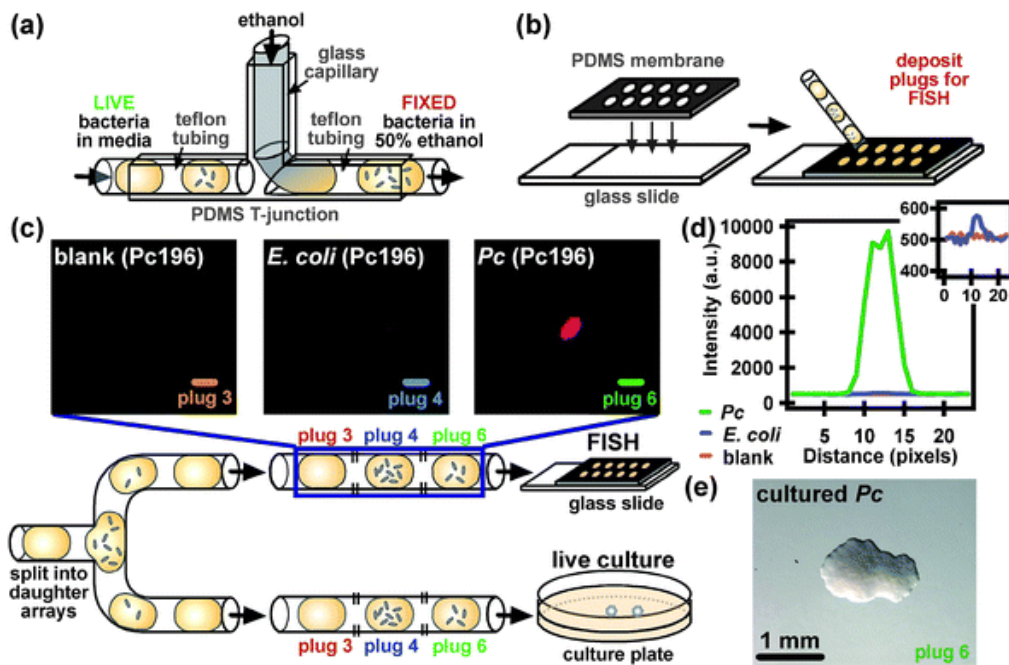 (a)
ethanol
glass
capillary
LIVE
bacteria
in media
teflon
tubing
teflon
tubing
FIXED
bacteria in
50% ethanol
PDMS T-junction
(b)
PDMS membrane
deposit
plugs for
FISH
glass slide
(c)
blank (Pc196)
plug 3
E. coli (Pc196)
plug 4
Pc (Pc196)
plug 6
plug 3
plug 4
plug 6
FISH
glass slide
split into
daughter
arrays
live culture
plug 3
plug 4
plug 6
culture plate
(d)
Intensity (a.u.)
10000
8000
6000
4000
2000
0
5
10
15
20
Distance (pixels)
Pc
E. coli
blank
600
500
400
0
10
20
(e)
cultured Pc
1 mm
plug 6